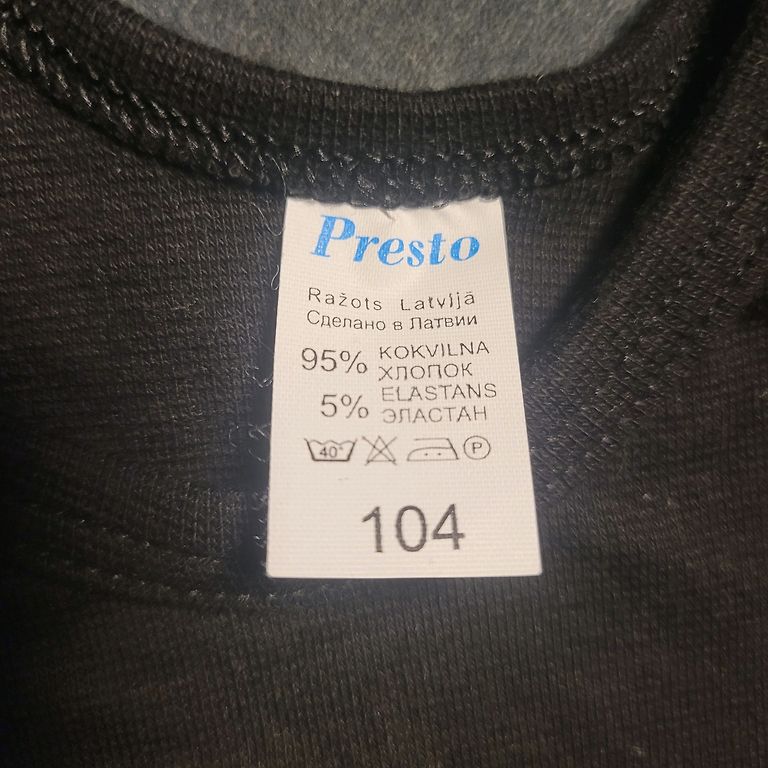 Presto
Ražots Latvijā
Сделано в Латвии
95% KOKVILNA
ХЛОПОК
5% ELASTANS
ЭЛАСТАН
40° P
104